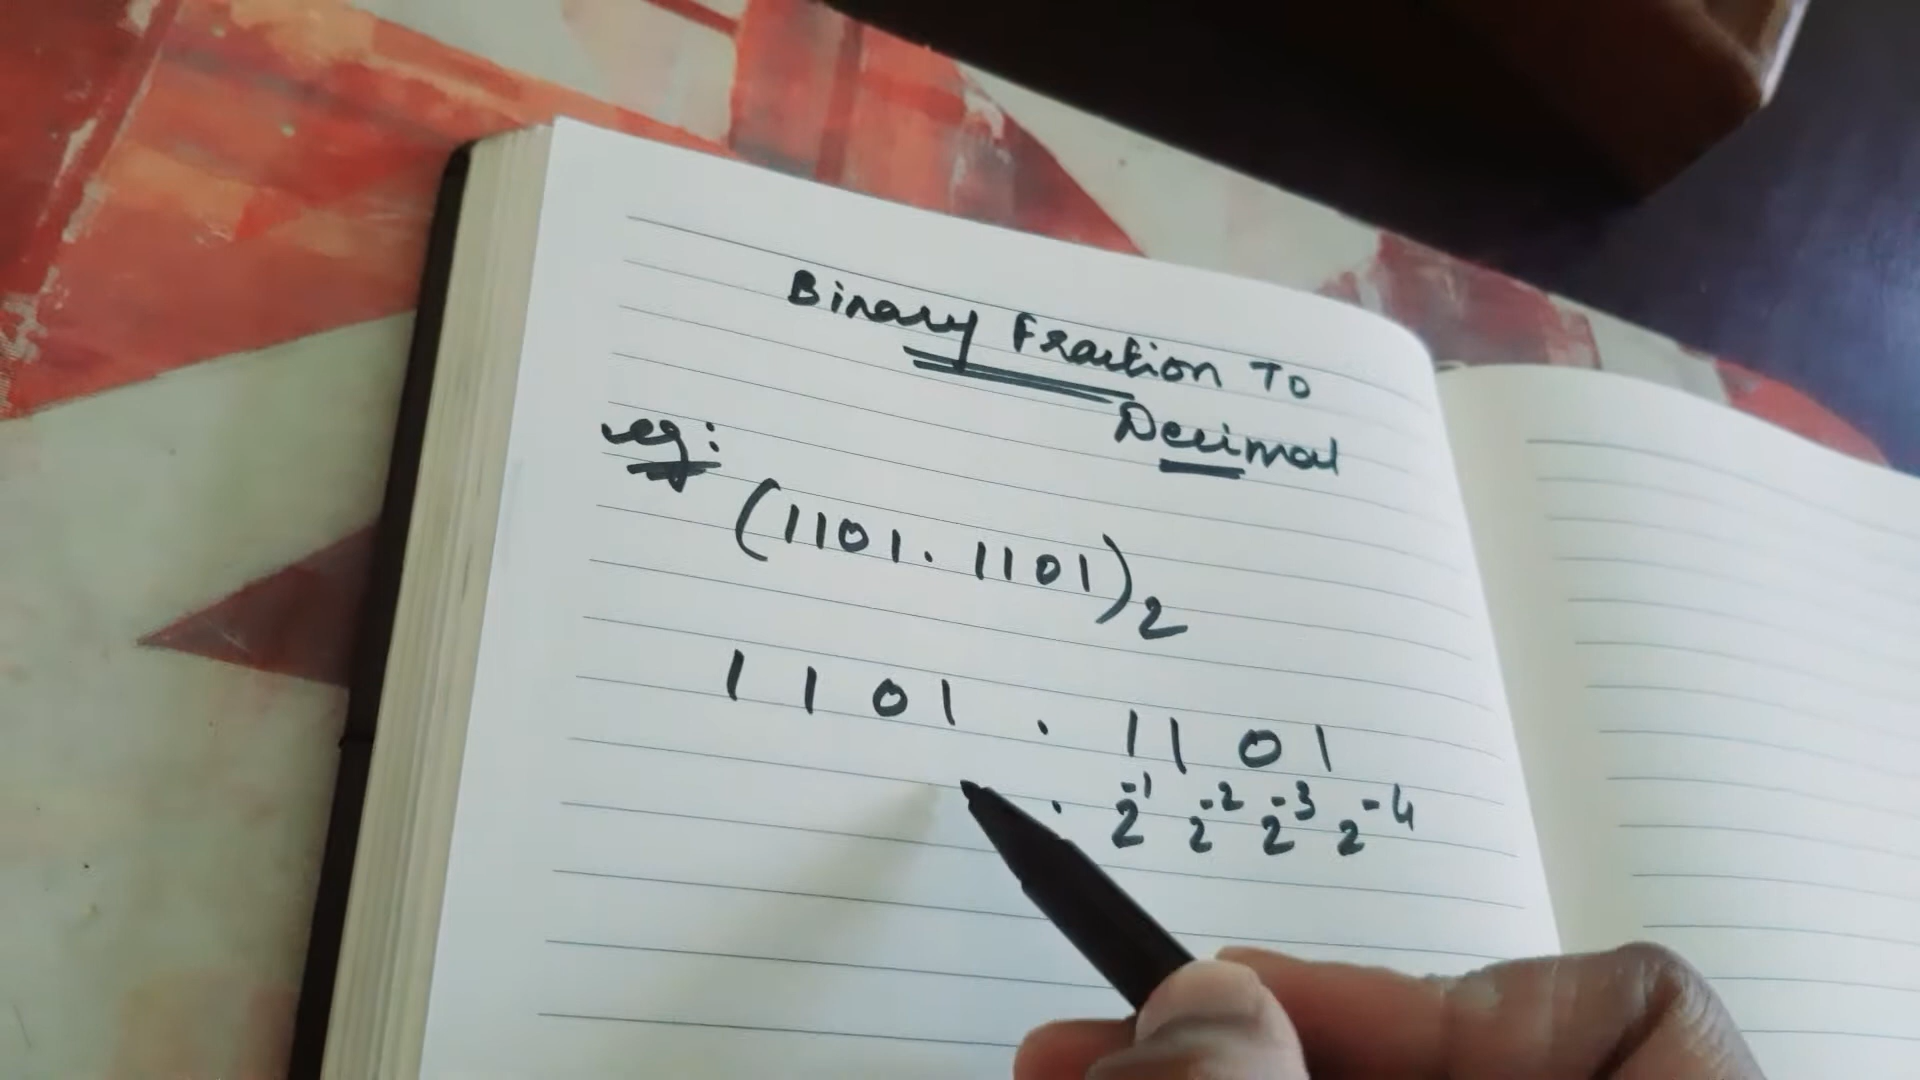 Binary Fraction To
Decimal
eg:
(1101.1101)₂
1 1 0 1 . 1 1 0 1
. 2⁻¹ 2⁻² 2⁻³ 2⁻⁴